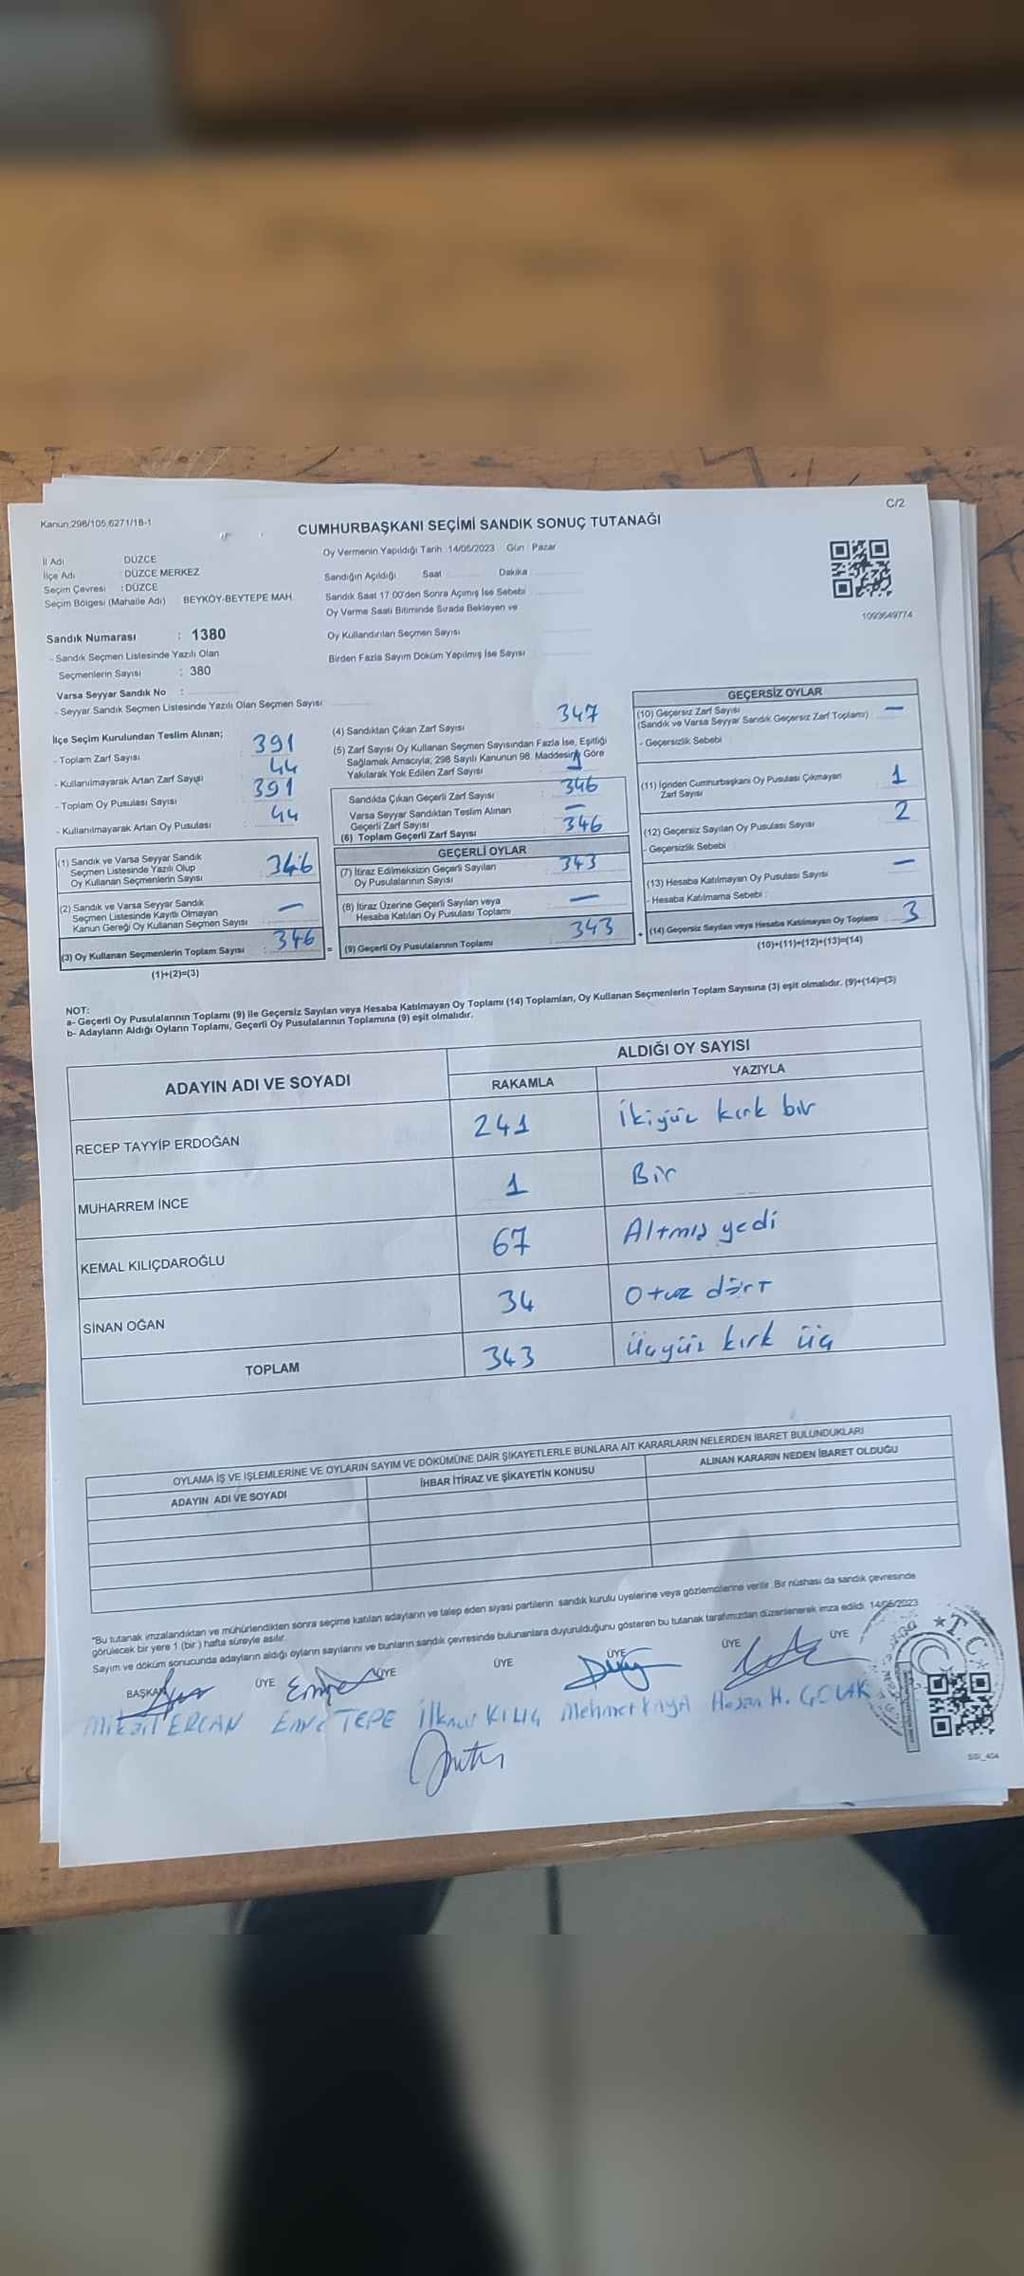 Kanun:298/105,6271/18-1
C/2
CUMHURBAŞKANI SEÇİMİ SANDIK SONUÇ TUTANAĞI
İl Adı DÜZCE
İlçe Adı : DÜZCE MERKEZ
Seçim Çevresi : DÜZCE
Seçim Bölgesi (Mahalle Adı) BEYKÖY-BEYTEPE MAH.
Sandık Numarası : 1380
- Sandık Seçmen Listesinde Yazılı Olan
Seçmenlerin Sayısı : 380
Varsa Seyyar Sandık No :
- Seyyar Sandık Seçmen Listesinde Yazılı Olan Seçmen Sayısı
Oy Vermenin Yapıldığı Tarih :14/05/2023 Gün : Pazar
Sandığın Açıldığı Saat Dakika
Sandık Saat 17.00'den Sonra Açılmış İse Sebebi
Oy Verme Saati Bitiminde Sırada Bekleyen ve
Oy Kullandırılan Seçmen Sayısı
Birden Fazla Sayım Döküm Yapılmış İse Sayısı
1093649774
İlçe Seçim Kurulundan Teslim Alınan;
- Toplam Zarf Sayısı 391
- Kullanılmayarak Artan Zarf Sayısı 44
- Toplam Oy Pusulası Sayısı 391
- Kullanılmayarak Artan Oy Pusulası 44
(1) Sandık ve Varsa Seyyar Sandık
Seçmen Listesinde Yazılı Olup
Oy Kullanan Seçmenlerin Sayısı 346
(2) Sandık ve Varsa Seyyar Sandık
Seçmen Listesinde Kayıtlı Olmayan
Kanun Gereği Oy Kullanan Seçmen Sayısı —
(3) Oy Kullanan Seçmenlerin Toplam Sayısı : 346
(1)+(2)=(3)
(4) Sandıktan Çıkan Zarf Sayısı 347
(5) Zarf Sayısı Oy Kullanan Seçmen Sayısından Fazla İse, Eşitliği
Sağlamak Amacıyla; 298 Sayılı Kanunun 98. Maddesine Göre
Yakılarak Yok Edilen Zarf Sayısı 1
Sandıkta Çıkan Geçerli Zarf Sayısı 346
Varsa Seyyar Sandıktan Teslim Alınan
Geçerli Zarf Sayısı —
(6) Toplam Geçerli Zarf Sayısı 346
GEÇERLİ OYLAR
(7) İtiraz Edilmeksizin Geçerli Sayılan
Oy Pusulalarının Sayısı 343
(8) İtiraz Üzerine Geçerli Sayılan veya
Hesaba Katılan Oy Pusulası Toplamı —
= (9) Geçerli Oy Pusulalarının Toplamı 343
GEÇERSİZ OYLAR
(10) Geçersiz Zarf Sayısı —
(Sandık ve Varsa Seyyar Sandık Geçersiz Zarf Toplamı)
- Geçersizlik Sebebi
(11) İçinden Cumhurbaşkanı Oy Pusulası Çıkmayan
Zarf Sayısı 1
(12) Geçersiz Sayılan Oy Pusulası Sayısı 2
- Geçersizlik Sebebi
(13) Hesaba Katılmayan Oy Pusulası Sayısı —
- Hesaba Katılmama Sebebi :
+ (14) Geçersiz Sayılan veya Hesaba Katılmayan Oy Toplamı 3
(10)+(11)+(12)+(13)=(14)
NOT:
a- Geçerli Oy Pusulalarının Toplamı (9) ile Geçersiz Sayılan veya Hesaba Katılmayan Oy Toplamı (14) Toplamları, Oy Kullanan Seçmenlerin Toplam Sayısına (3) eşit olmalıdır. (9)+(14)=(3)
b- Adayların Aldığı Oyların Toplamı, Geçerli Oy Pusulalarının Toplamına (9) eşit olmalıdır.
ADAYIN ADI VE SOYADI
ALDIĞI OY SAYISI
RAKAMLA YAZIYLA
RECEP TAYYİP ERDOĞAN 241 İkiyüz kırk bir
MUHARREM İNCE 1 Bir
KEMAL KILIÇDAROĞLU 67 Altmış yedi
SİNAN OĞAN 34 Otuz dört
TOPLAM 343 Üçyüz kırk üç
OYLAMA İŞ VE İŞLEMLERİNE VE OYLARIN SAYIM VE DÖKÜMÜNE DAİR ŞİKAYETLERLE BUNLARA AİT KARARLARIN NELERDEN İBARET BULUNDUKLARI
ADAYIN ADI VE SOYADI İHBAR İTİRAZ VE ŞİKAYETİN KONUSU ALINAN KARARIN NEDEN İBARET OLDUĞU
"Bu tutanak imzalandıktan ve mühürlendikten sonra seçime katılan adayların ve talep eden siyasi partilerin sandık kurulu üyelerine veya gözlemcilerine verilir. Bir nüshası da sandık çevresinde
görülecek bir yere 1 (bir) hafta süreyle asılır.
Sayım ve döküm sonucunda adayların aldığı oyların sayılarını ve bunların sandık çevresinde bulunanlara duyurulduğunu gösteren bu tutanak tarafımızdan düzenlenerek imza edildi. 14/05/2023
BAŞKAN ÜYE ÜYE ÜYE ÜYE ÜYE ÜYE
Mikail ERCAN Emre TEPE İlknur KILIÇ Mehmet KAYA Hasan H. ÇOLAK
T.C.